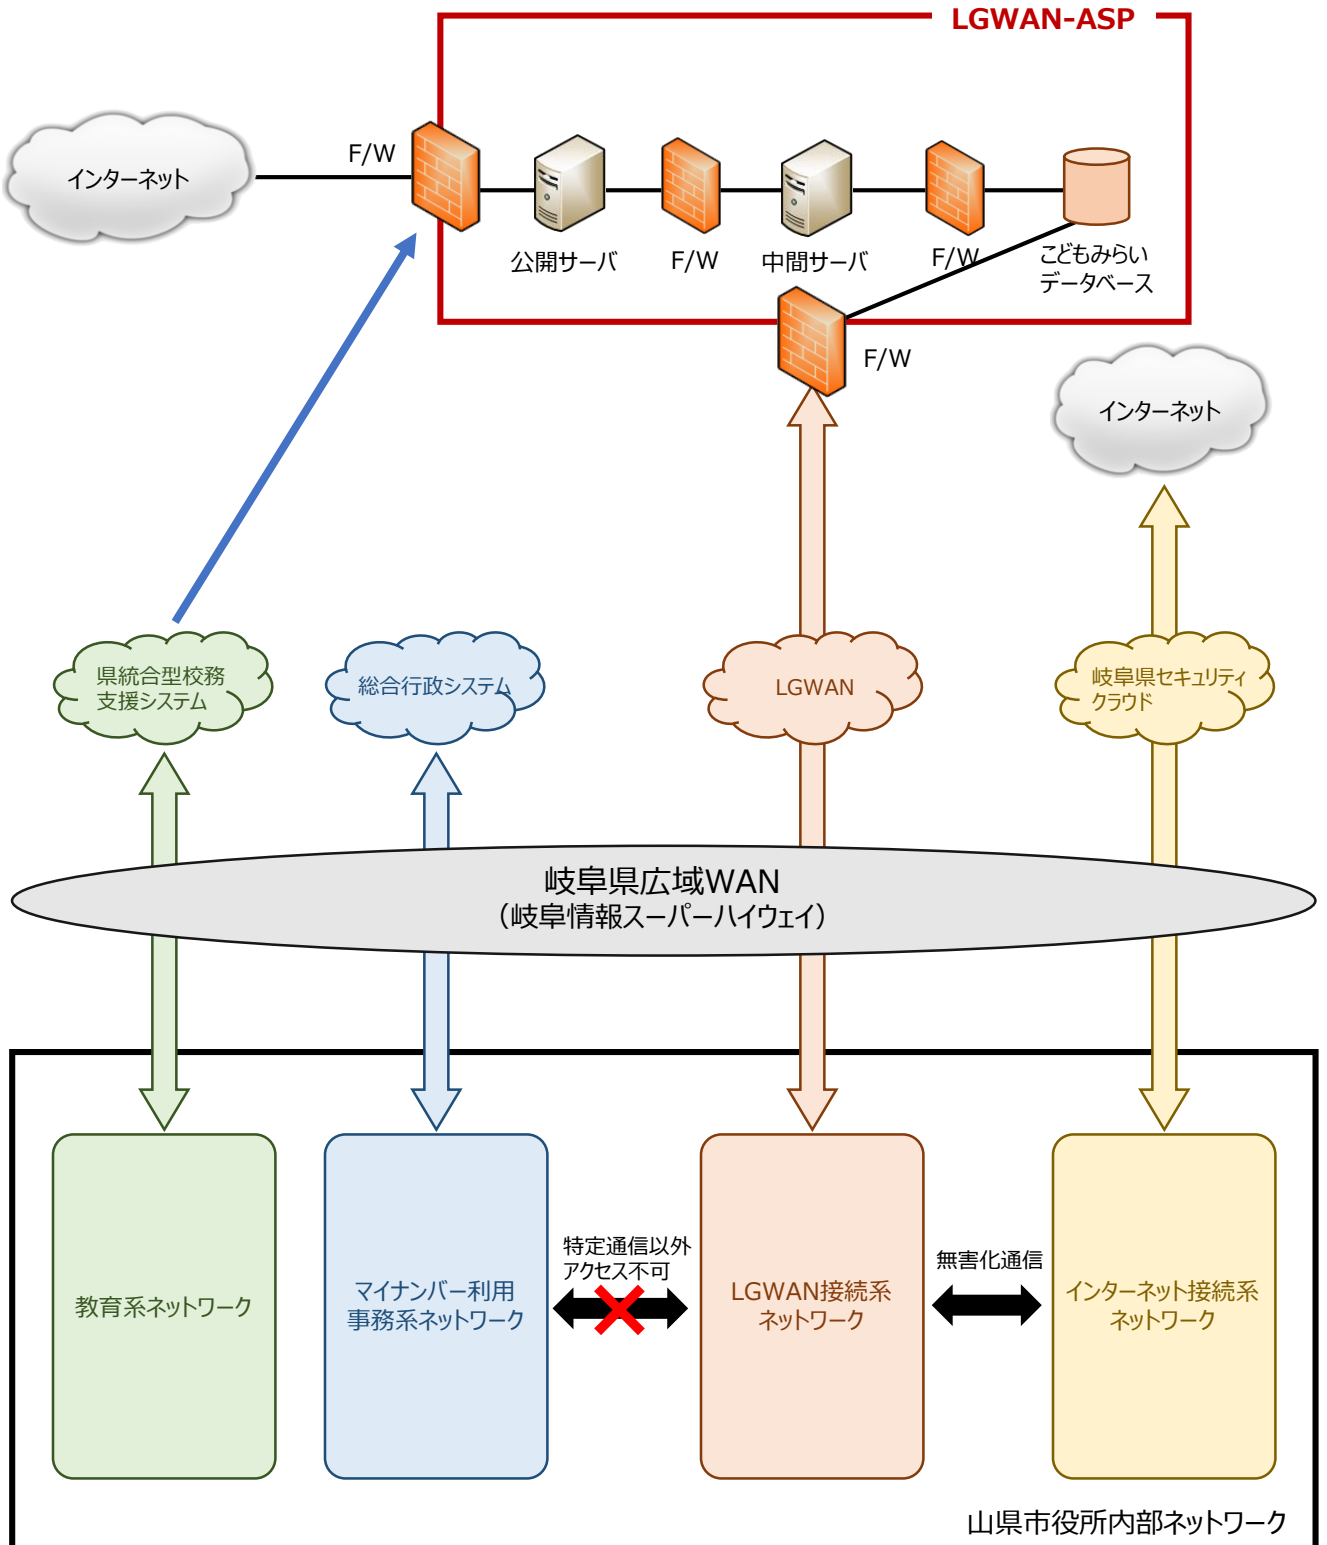 LGWAN-ASP
F/W
インターネット
公開サーバ
F/W
中間サーバ
F/W
こどもみらい
データベース
F/W
インターネット
県統合型校務
支援システム
総合行政システム
LGWAN
岐阜県セキュリティ
クラウド
岐阜県広域WAN
（岐阜情報スーパーハイウェイ）
教育系ネットワーク
マイナンバー利用
事務系ネットワーク
特定通信以外
アクセス不可
LGWAN接続系
ネットワーク
無害化通信
インターネット接続系
ネットワーク
山県市役所内部ネットワーク